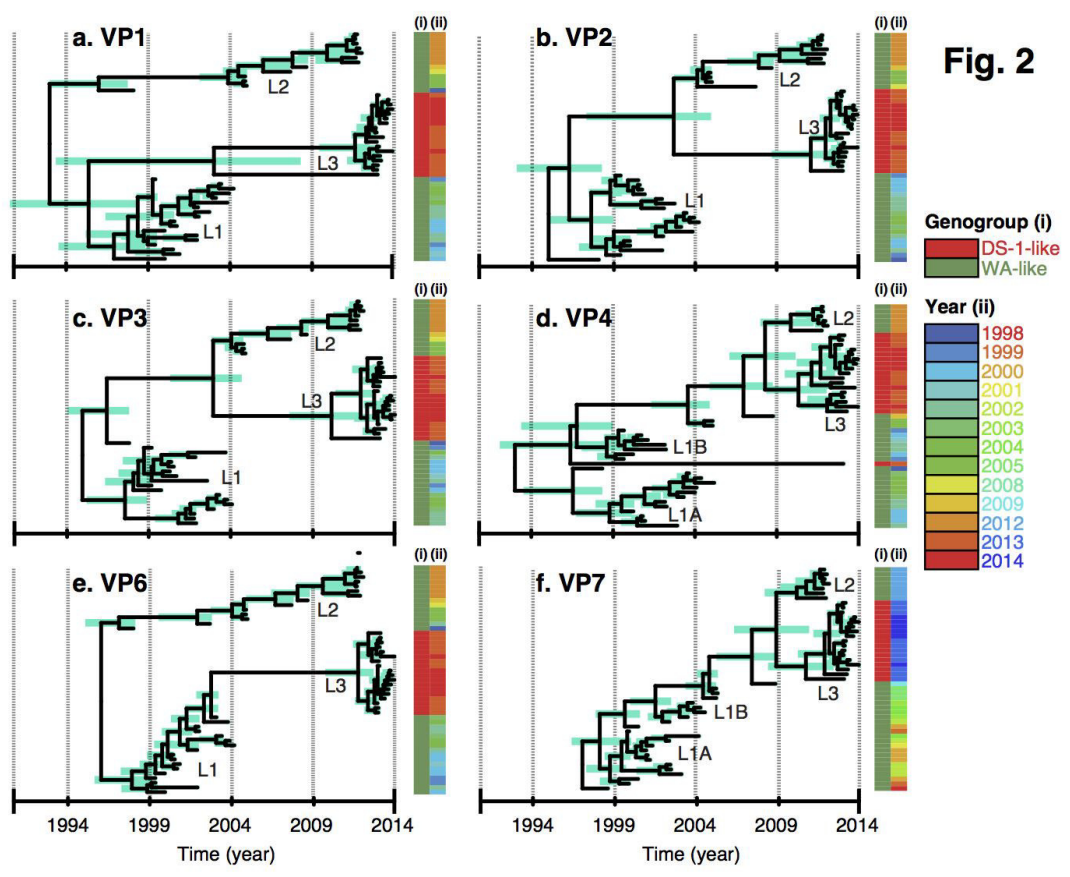 (i) (ii)
(i) (ii)
a. VP1
b. VP2
Fig. 2
L2
L2
L3
L3
L1
L1
Genogroup (i)
DS-1-like
WA-like
(i) (ii)
(i) (ii)
c. VP3
d. VP4
Year (ii)
L2
L2
1998
1999
2000
2001
2002
2003
2004
2005
2008
2009
2012
2013
2014
L3
L3
L1B
L1
L1A
(i) (ii)
(i) (ii)
e. VP6
f. VP7
L2
L2
L3
L3
L1B
L1
L1A
1994 1999 2004 2009 2014
1994 1999 2004 2009 2014
Time (year)
Time (year)